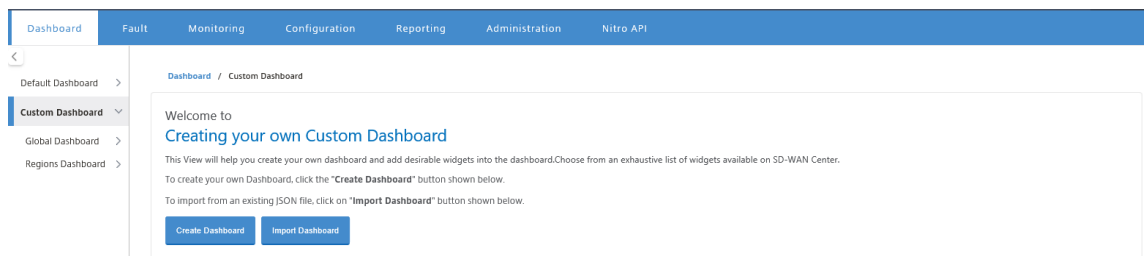 Dashboard Fault Monitoring Configuration Reporting Administration Nitro API
Default Dashboard
Custom Dashboard
Global Dashboard
Regions Dashboard
Dashboard / Custom Dashboard
Welcome to
Creating your own Custom Dashboard
This View will help you create your own dashboard and add desirable widgets into the dashboard.Choose from an exhaustive list of widgets available on SD-WAN Center.
To create your own Dashboard, click the "Create Dashboard" button shown below.
To import from an existing JSON file, click on "Import Dashboard" button shown below.
Create Dashboard Import Dashboard